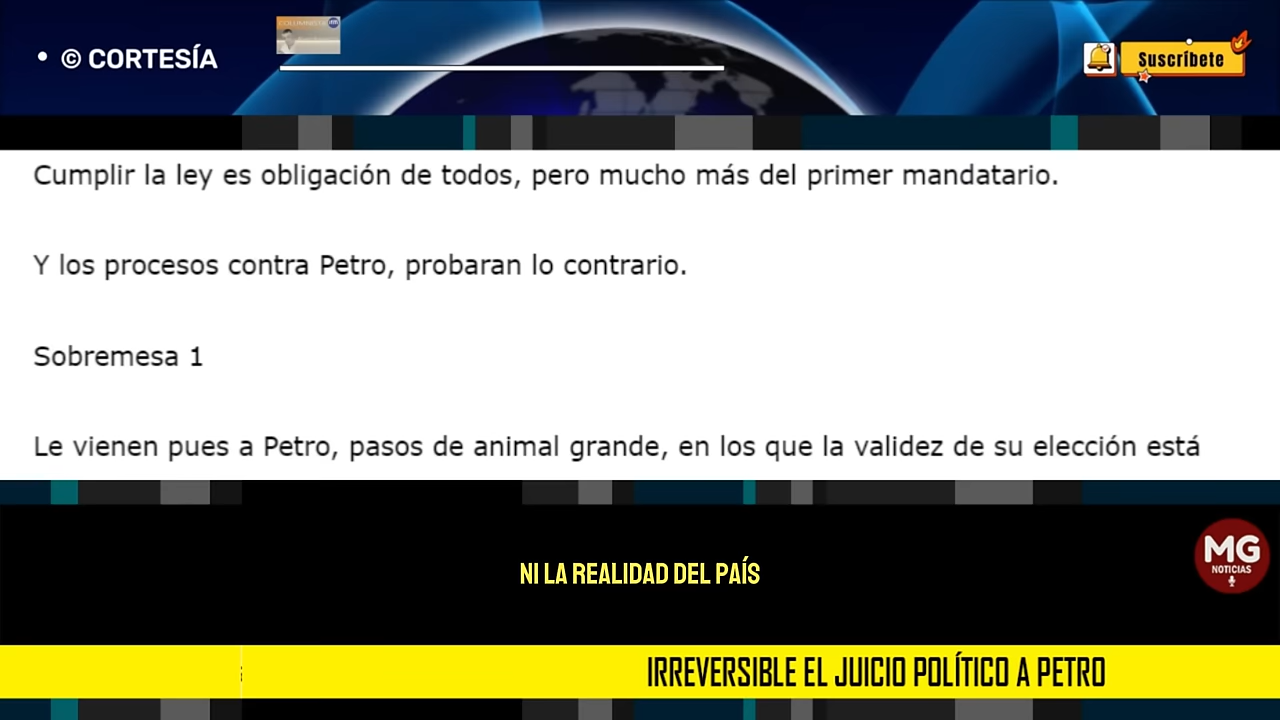 • © CORTESÍA
Suscríbete
Cumplir la ley es obligación de todos, pero mucho más del primer mandatario.
Y los procesos contra Petro, probaran lo contrario.
Sobremesa 1
Le vienen pues a Petro, pasos de animal grande, en los que la validez de su elección está
NI LA REALIDAD DEL PAÍS
MG
NOTICIAS
IRREVERSIBLE EL JUICIO POLÍTICO A PETRO